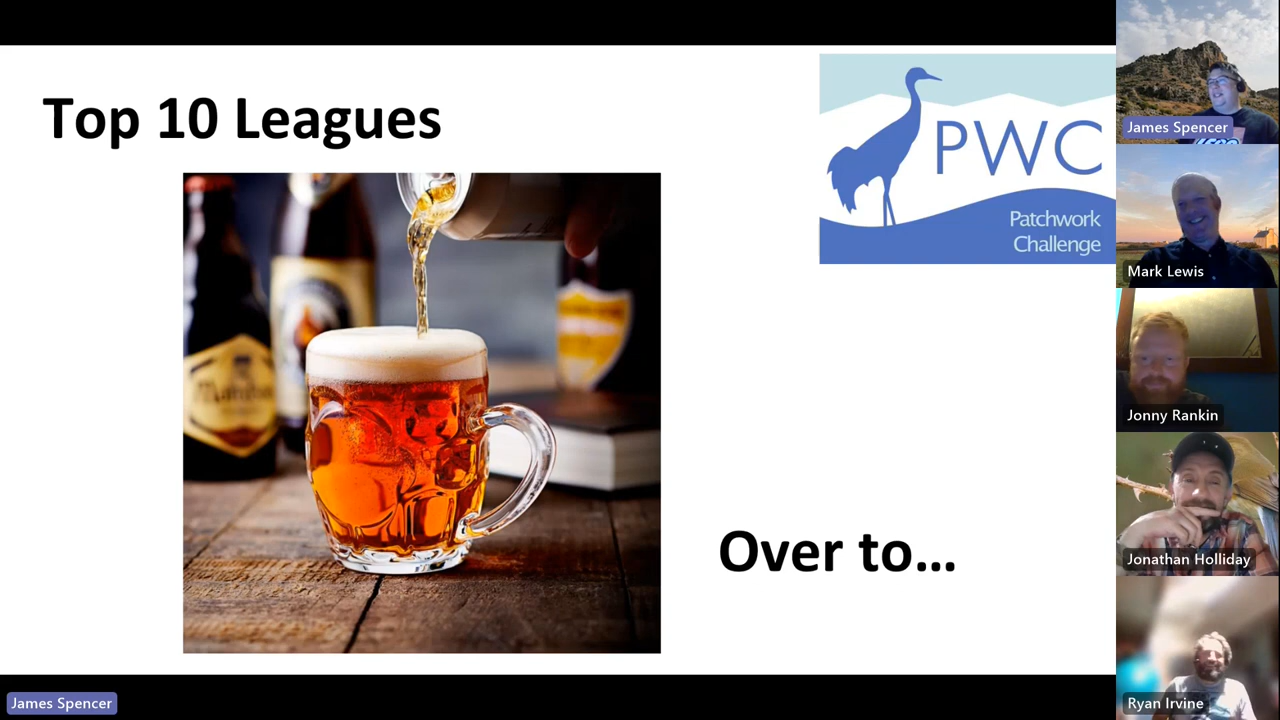 Top 10 Leagues
PWC
Patchwork
Challenge
Over to...
James Spencer
Mark Lewis
Jonny Rankin
Jonathan Holliday
Ryan Irvine
James Spencer